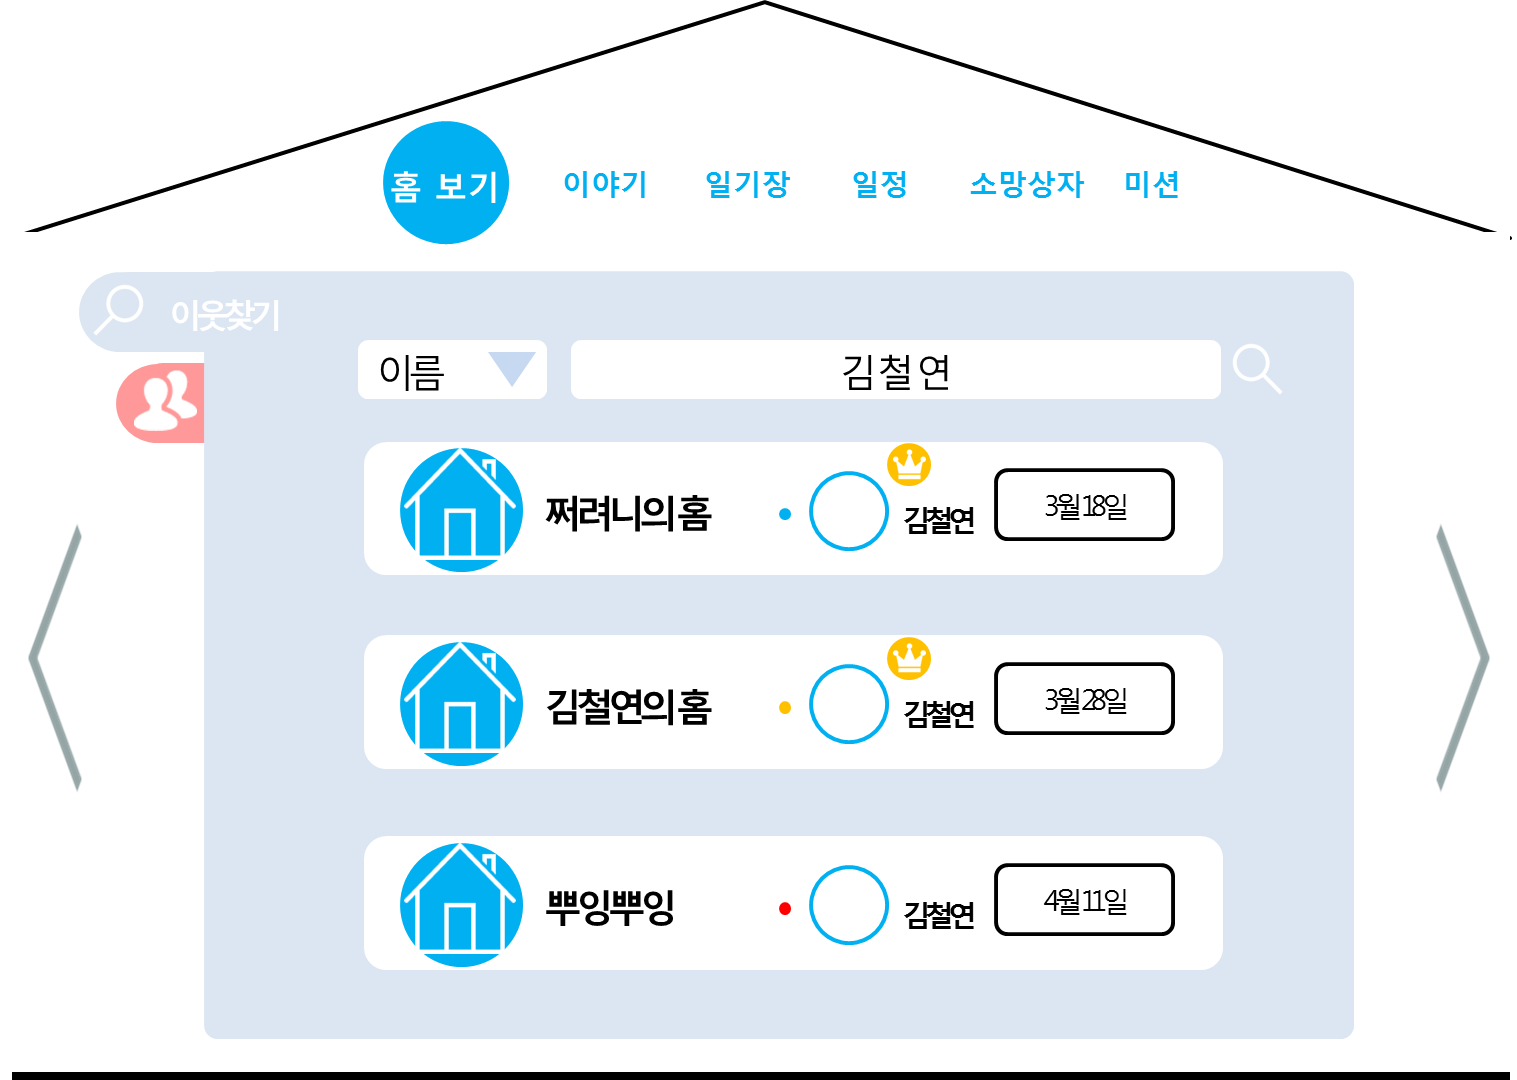 홈 보기 이야기 일기장 일정 소망상자 미션
이웃찾기
이름 김철연
쩌려니의 홈 김철연 3월18일
김철연의 홈 김철연 3월28일
뿌잉뿌잉 김철연 4월11일